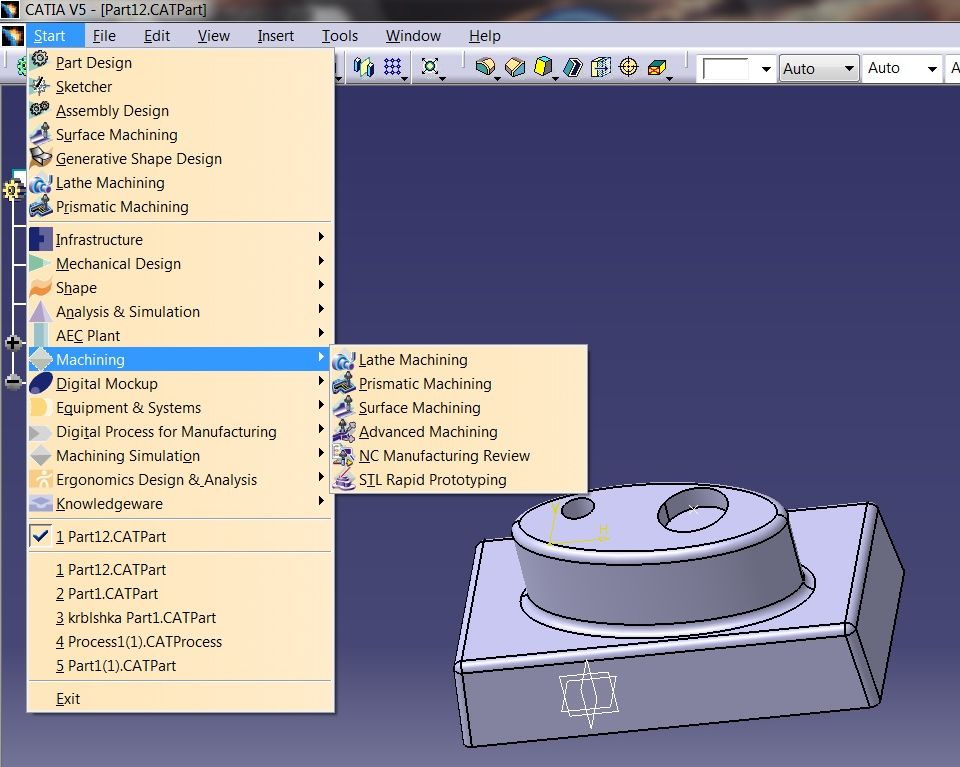 CATIA V5 - [Part12.CATPart]
Start File Edit View Insert Tools Window Help
Auto Auto A
Part Design
Sketcher
Assembly Design
Surface Machining
Generative Shape Design
Lathe Machining
Prismatic Machining
Infrastructure
Mechanical Design
Shape
Analysis & Simulation
AEC Plant
Machining
Digital Mockup
Equipment & Systems
Digital Process for Manufacturing
Machining Simulation
Ergonomics Design & Analysis
Knowledgeware
Lathe Machining
Prismatic Machining
Surface Machining
Advanced Machining
NC Manufacturing Review
STL Rapid Prototyping
1 Part12.CATPart
1 Part12.CATPart
2 Part1.CATPart
3 krblshka Part1.CATPart
4 Process1(1).CATProcess
5 Part1(1).CATPart
Exit
V
H